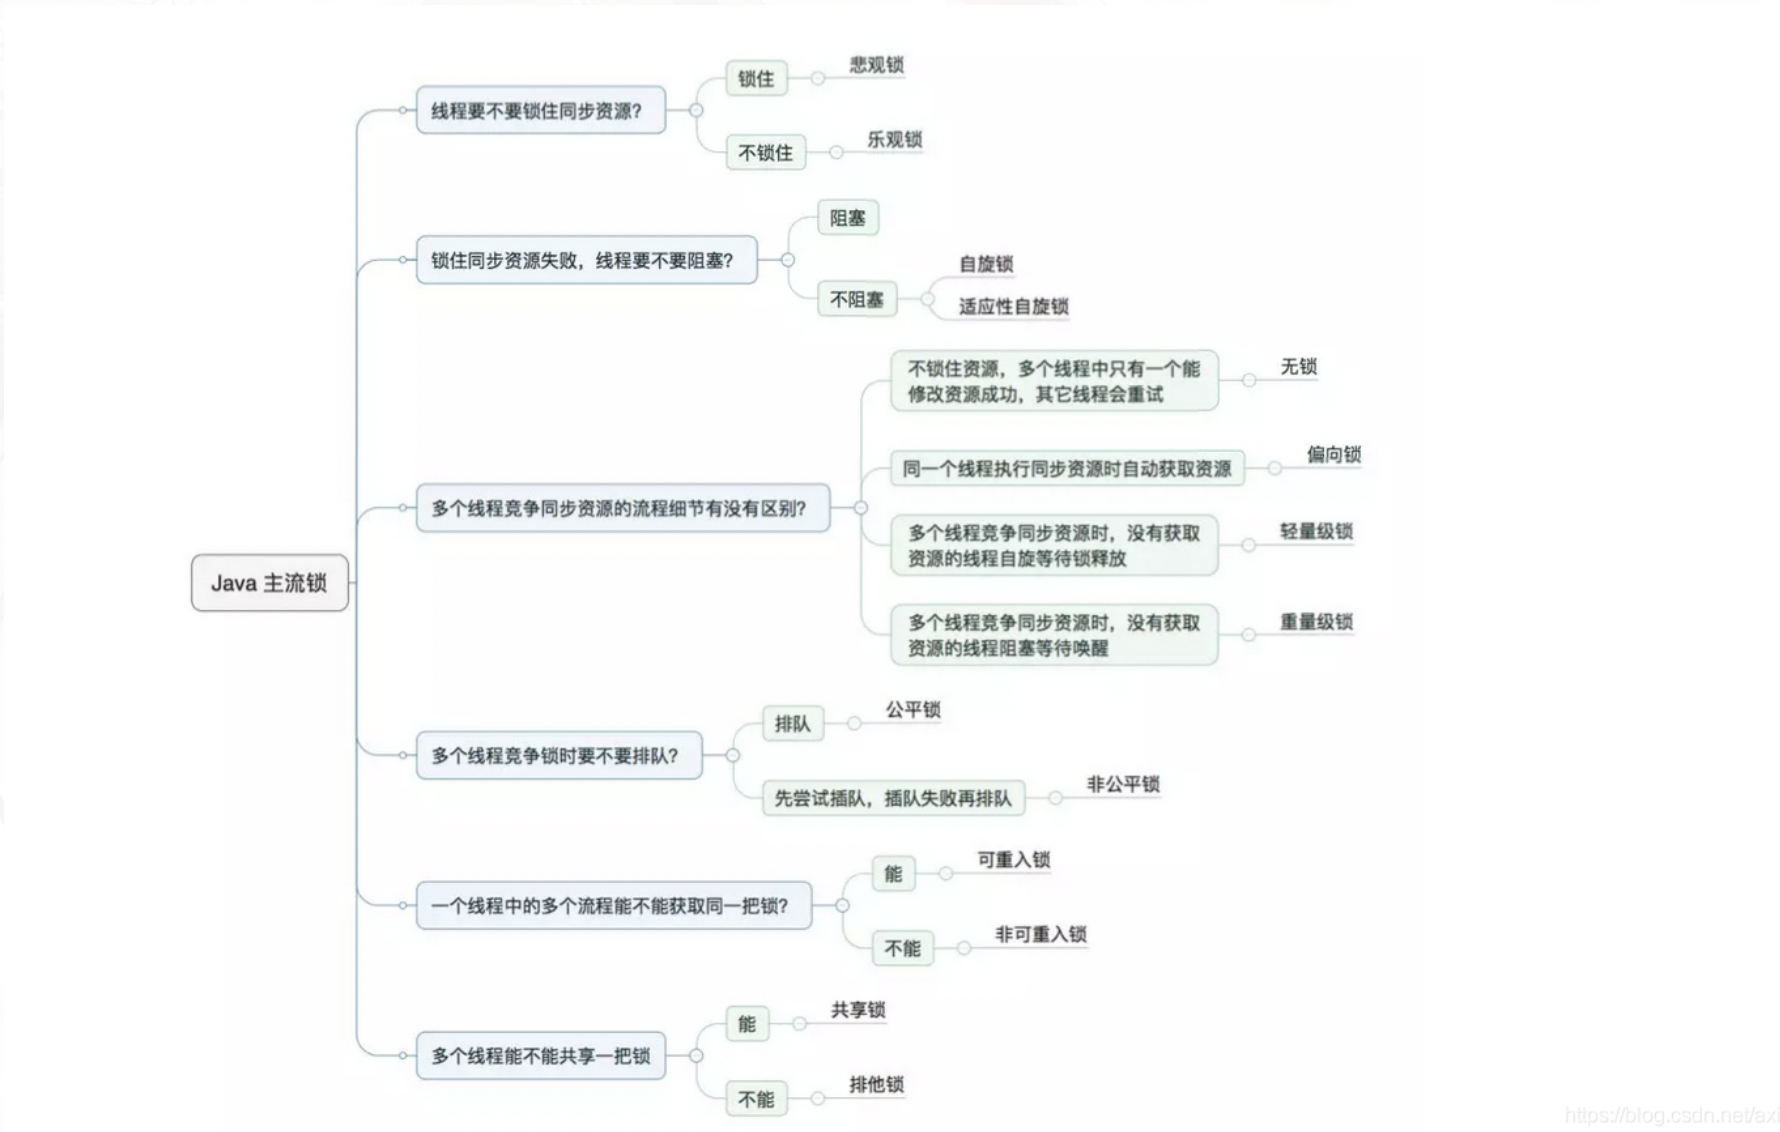 Java 主流锁
线程要不要锁住同步资源？
锁住
悲观锁
不锁住
乐观锁
锁住同步资源失败，线程要不要阻塞？
阻塞
不阻塞
自旋锁
适应性自旋锁
多个线程竞争同步资源的流程细节有没有区别？
不锁住资源，多个线程中只有一个能
修改资源成功，其它线程会重试
无锁
同一个线程执行同步资源时自动获取资源
偏向锁
多个线程竞争同步资源时，没有获取
资源的线程自旋等待锁释放
轻量级锁
多个线程竞争同步资源时，没有获取
资源的线程阻塞等待唤醒
重量级锁
多个线程竞争锁时要不要排队？
排队
公平锁
先尝试插队，插队失败再排队
非公平锁
一个线程中的多个流程能不能获取同一把锁？
能
可重入锁
不能
非可重入锁
多个线程能不能共享一把锁
能
共享锁
不能
排他锁
https://blog.csdn.net/axi